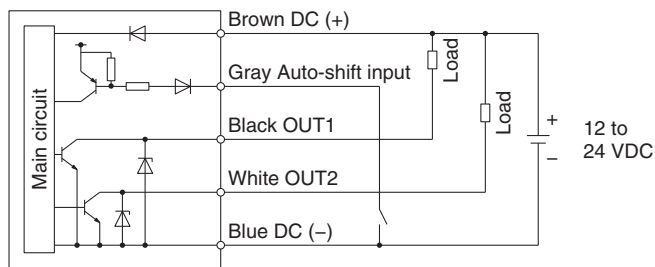 Brown DC (+)
Main circuit
Gray Auto-shift input
Load
Load
Black OUT1
+
12 to
−
24 VDC
White OUT2
Blue DC (−)